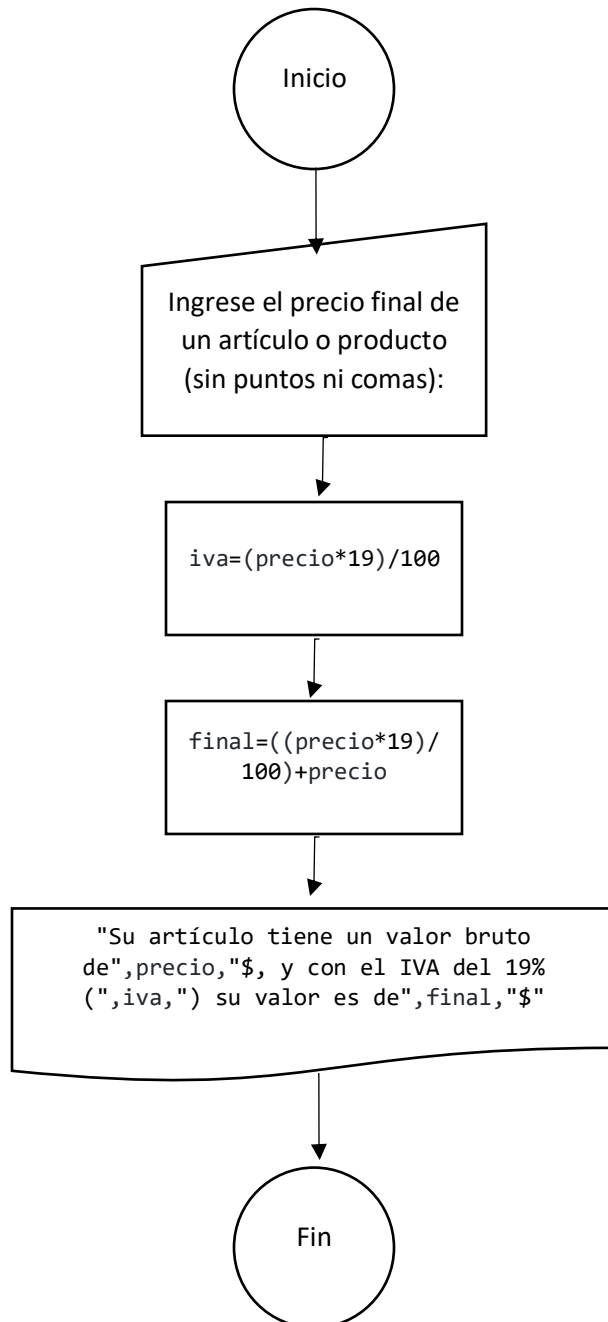 Inicio
Ingrese el precio final de
un artículo o producto
(sin puntos ni comas):
iva=(precio*19)/100
final=((precio*19)/
100)+precio
"Su artículo tiene un valor bruto
de",precio,"$, y con el IVA del 19%
(",iva,") su valor es de",final,"$"
Fin